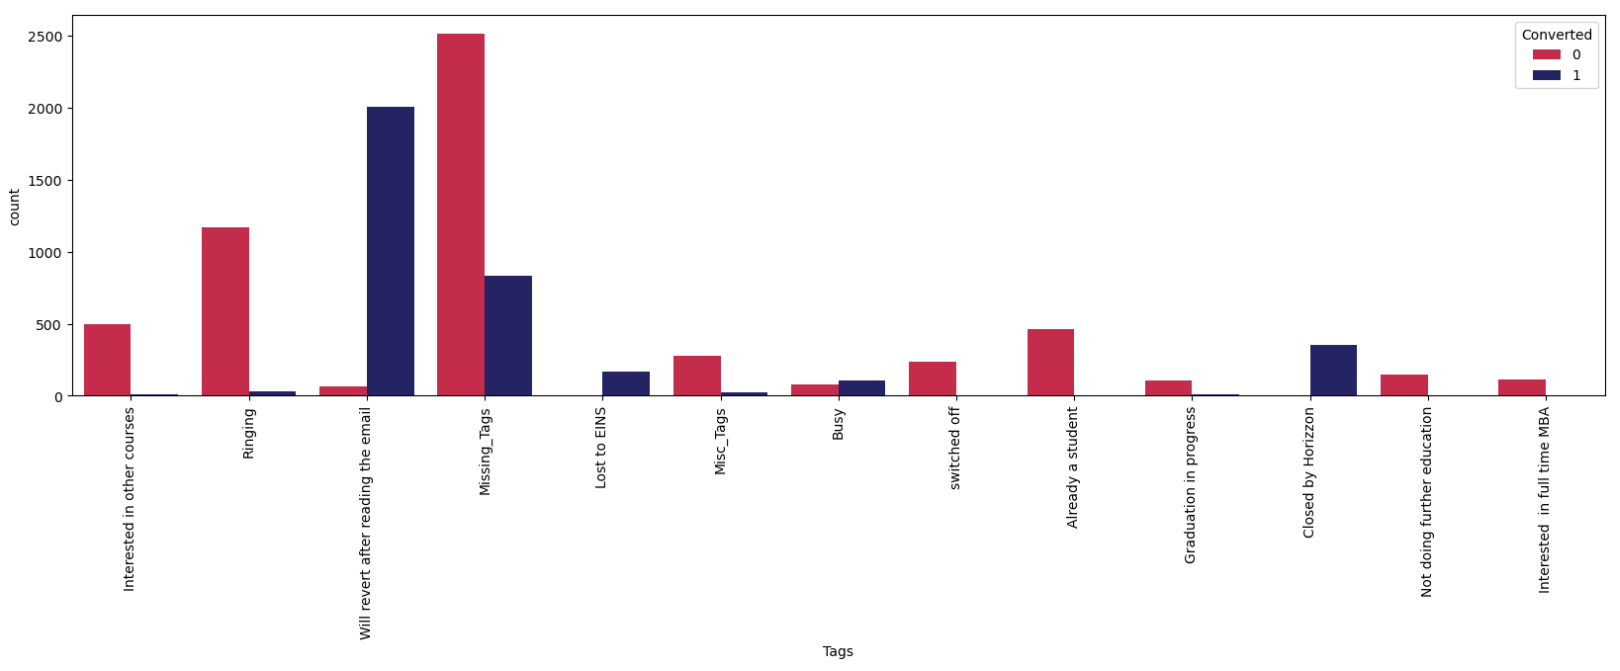 Converted
0
1
2500
2000
1500
1000
500
0
count
Interested in other courses
Ringing
Will revert after reading the email
Missing_Tags
Lost to EINS
Misc_Tags
Busy
switched off
Already a student
Graduation in progress
Closed by Horizzon
Not doing further education
Interested  in full time MBA
Tags